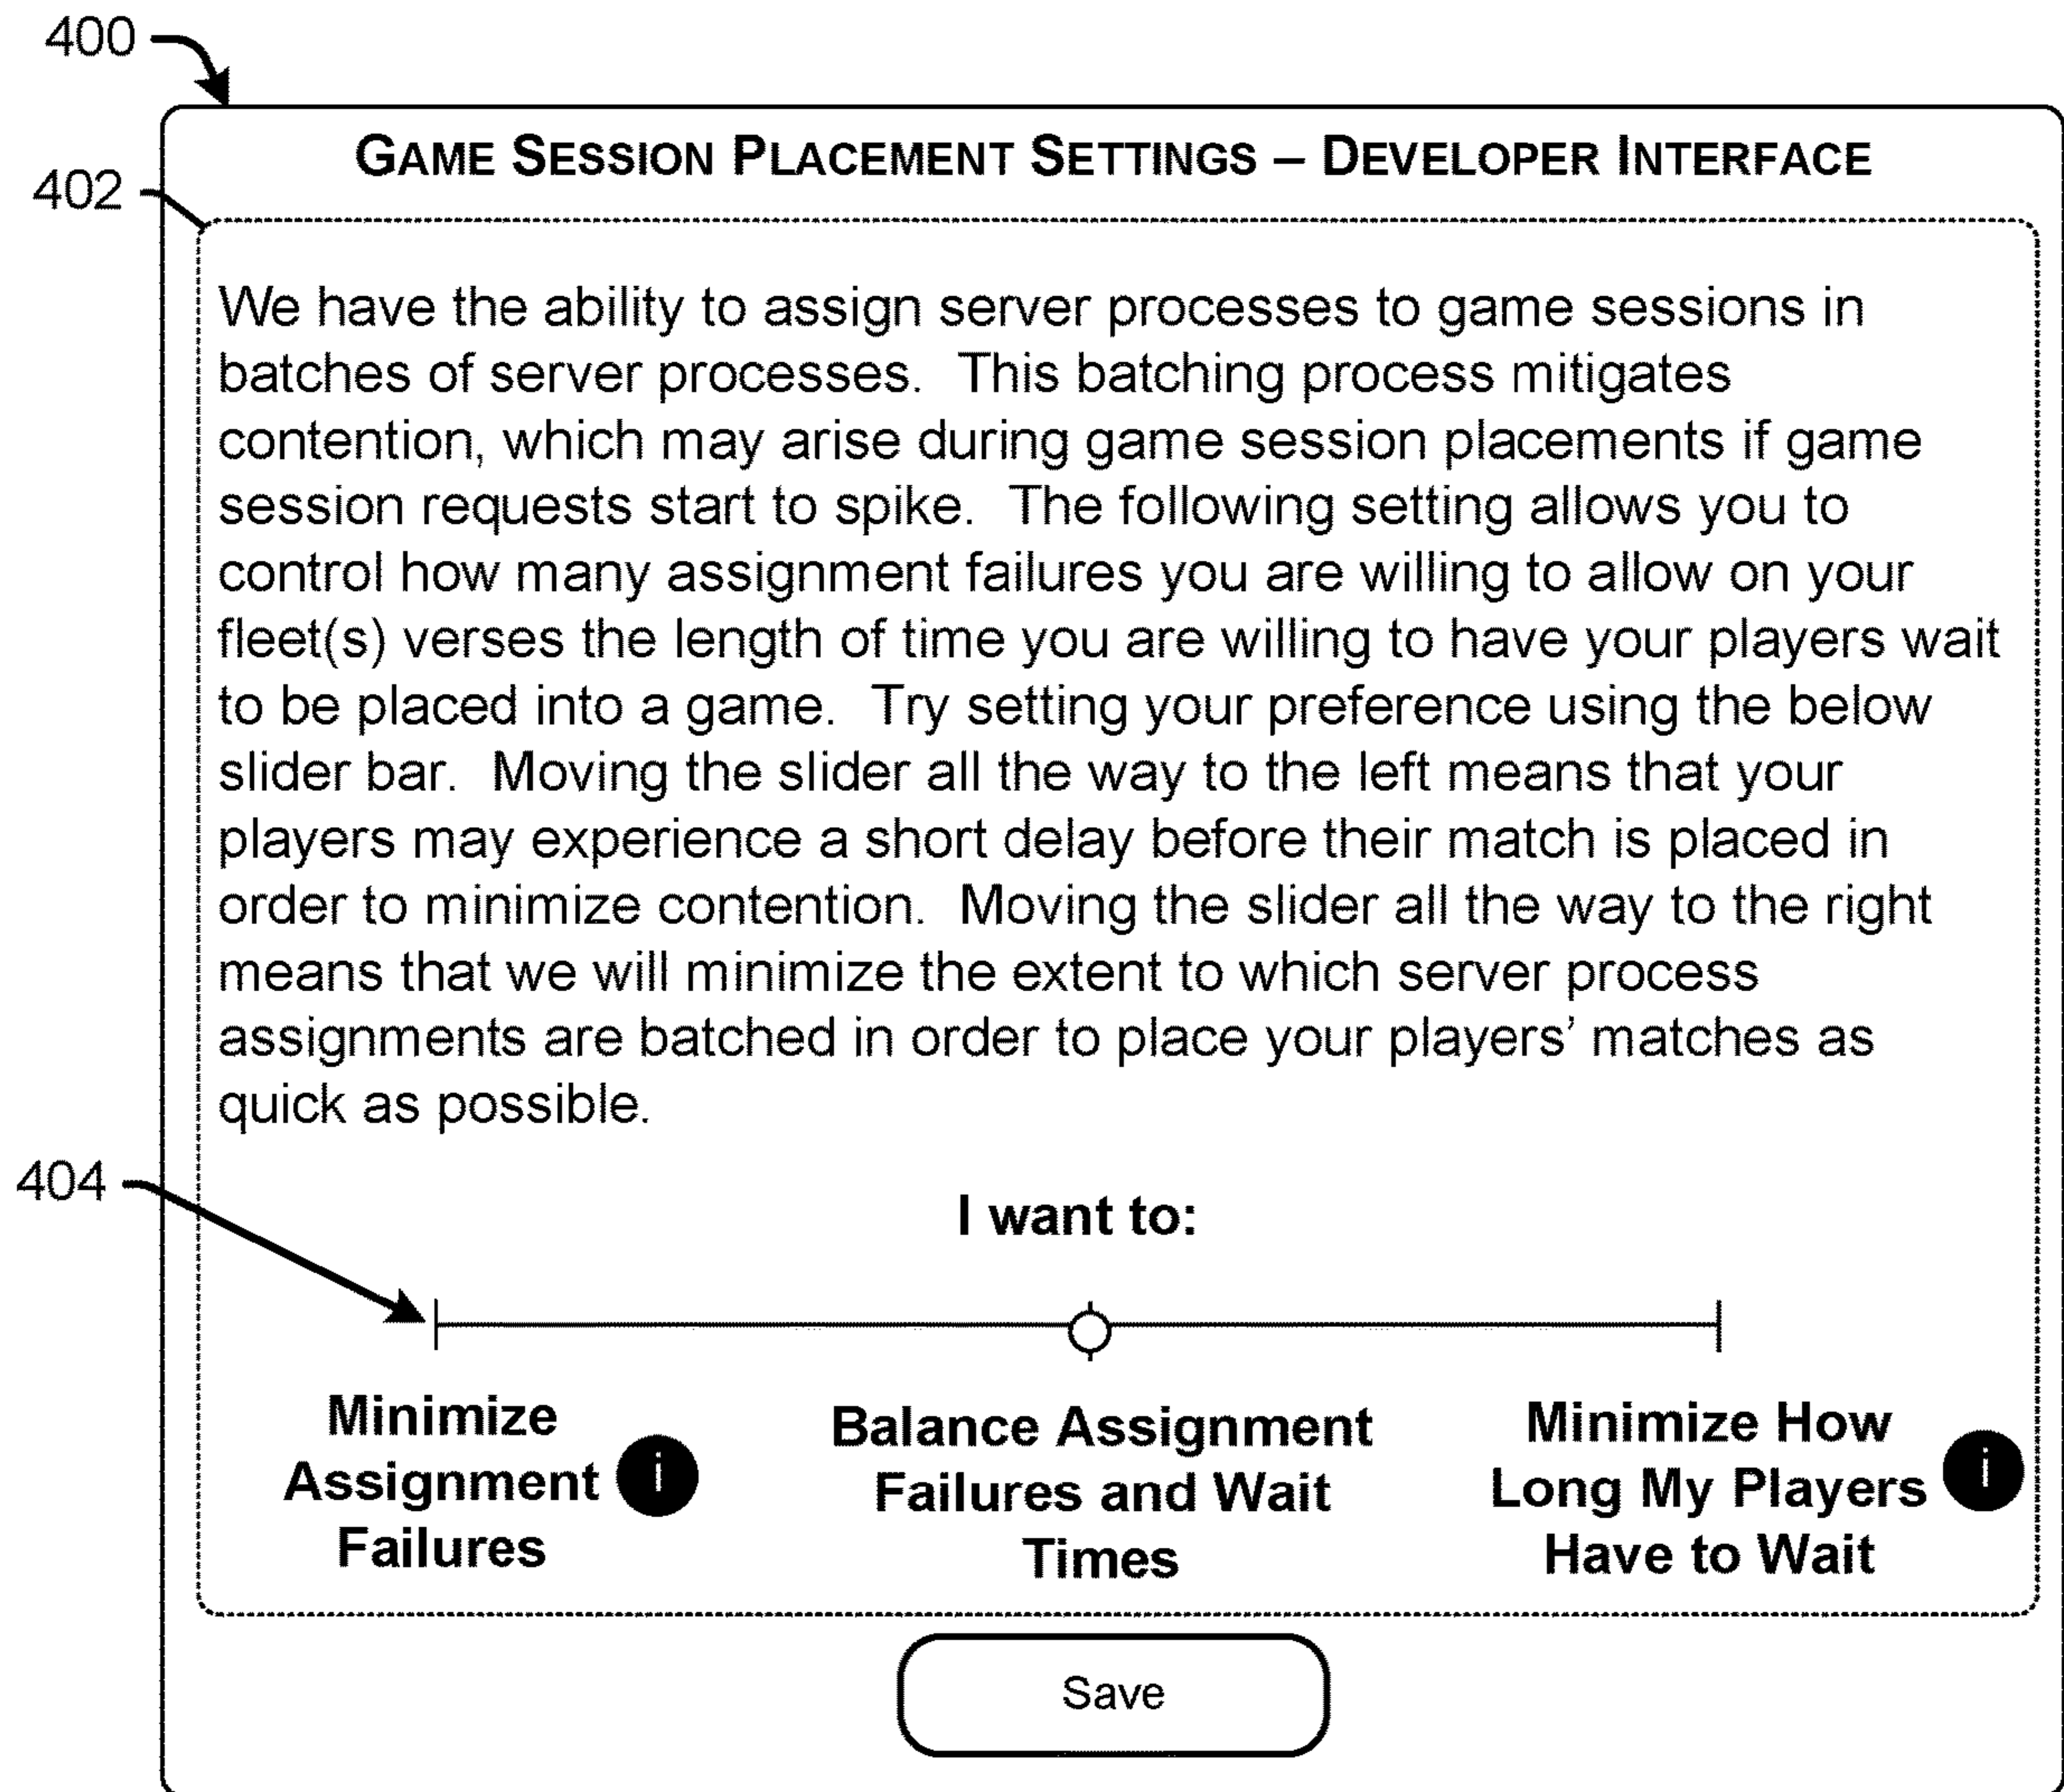 400
GAME SESSION PLACEMENT SETTINGS – DEVELOPER INTERFACE
402
We have the ability to assign server processes to game sessions in
batches of server processes.  This batching process mitigates
contention, which may arise during game session placements if game
session requests start to spike.  The following setting allows you to
control how many assignment failures you are willing to allow on your
fleet(s) verses the length of time you are willing to have your players wait
to be placed into a game.  Try setting your preference using the below
slider bar.  Moving the slider all the way to the left means that your
players may experience a short delay before their match is placed in
order to minimize contention.  Moving the slider all the way to the right
means that we will minimize the extent to which server process
assignments are batched in order to place your players’ matches as
quick as possible.
404
I want to:
Minimize
Assignment
Failures
i
Balance Assignment
Failures and Wait
Times
Minimize How
Long My Players
Have to Wait
i
Save